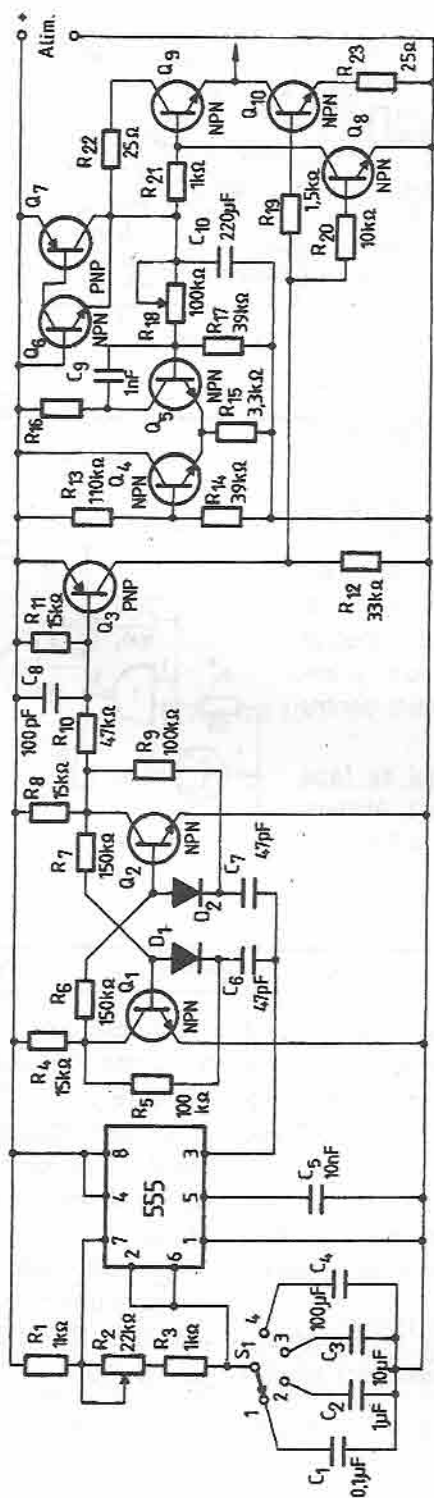 +
Alim.
R1
1kΩ
R2
22kΩ
R3
1kΩ
S1
1
2
3
4
C1
0,1µF
C2
1µF
C3
10µF
C4
100µF
7
4
8
2
555
6
3
1
5
C5
10nF
R4
15kΩ
R5
100
kΩ
R6
150kΩ
Q1
NPN
D1
C6
47pF
R7
150kΩ
R8
15kΩ
Q2
NPN
D2
C7
47pF
R9
100kΩ
R10
47kΩ
C8
100pF
R11
15kΩ
Q3
PNP
R12
33kΩ
R13
110kΩ
Q4
NPN
R14
39kΩ
R15
3,3kΩ
R16
C9
1nF
Q5
NPN
R17
39kΩ
R18
100kΩ
C10
220µF
Q6
NPN
Q7
PNP
R21
1kΩ
R22
25Ω
Q9
NPN
Q10
NPN
R19
1,5kΩ
R20
10kΩ
Q8
NPN
R23
25Ω